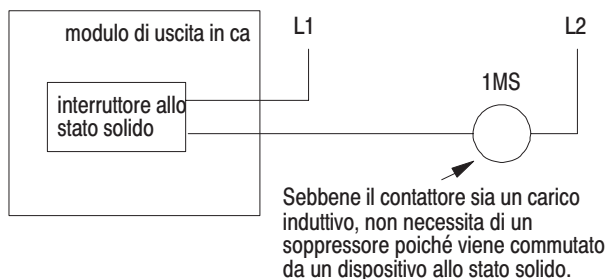 modulo di uscita in ca
L1
L2
interruttore allo
stato solido
1MS
Sebbene il contattore sia un carico
induttivo, non necessita di un
soppressore poiché viene commutato
da un dispositivo allo stato solido.